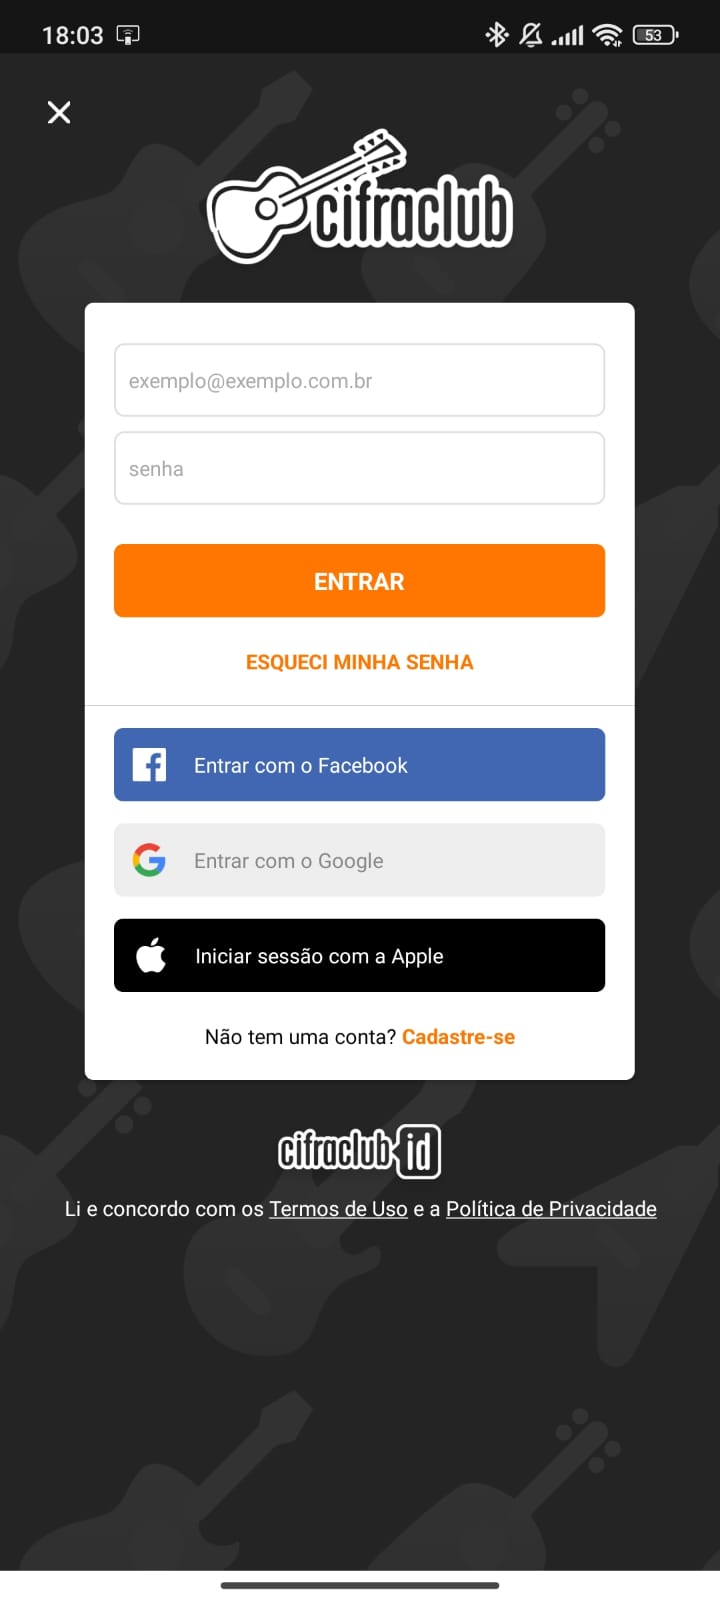 18:03
53
cifraclub
exemplo@exemplo.com.br
senha
ENTRAR
ESQUECI MINHA SENHA
Entrar com o Facebook
Entrar com o Google
Iniciar sessão com a Apple
Não tem uma conta? Cadastre-se
cifraclub id
Li e concordo com os Termos de Uso e a Política de Privacidade